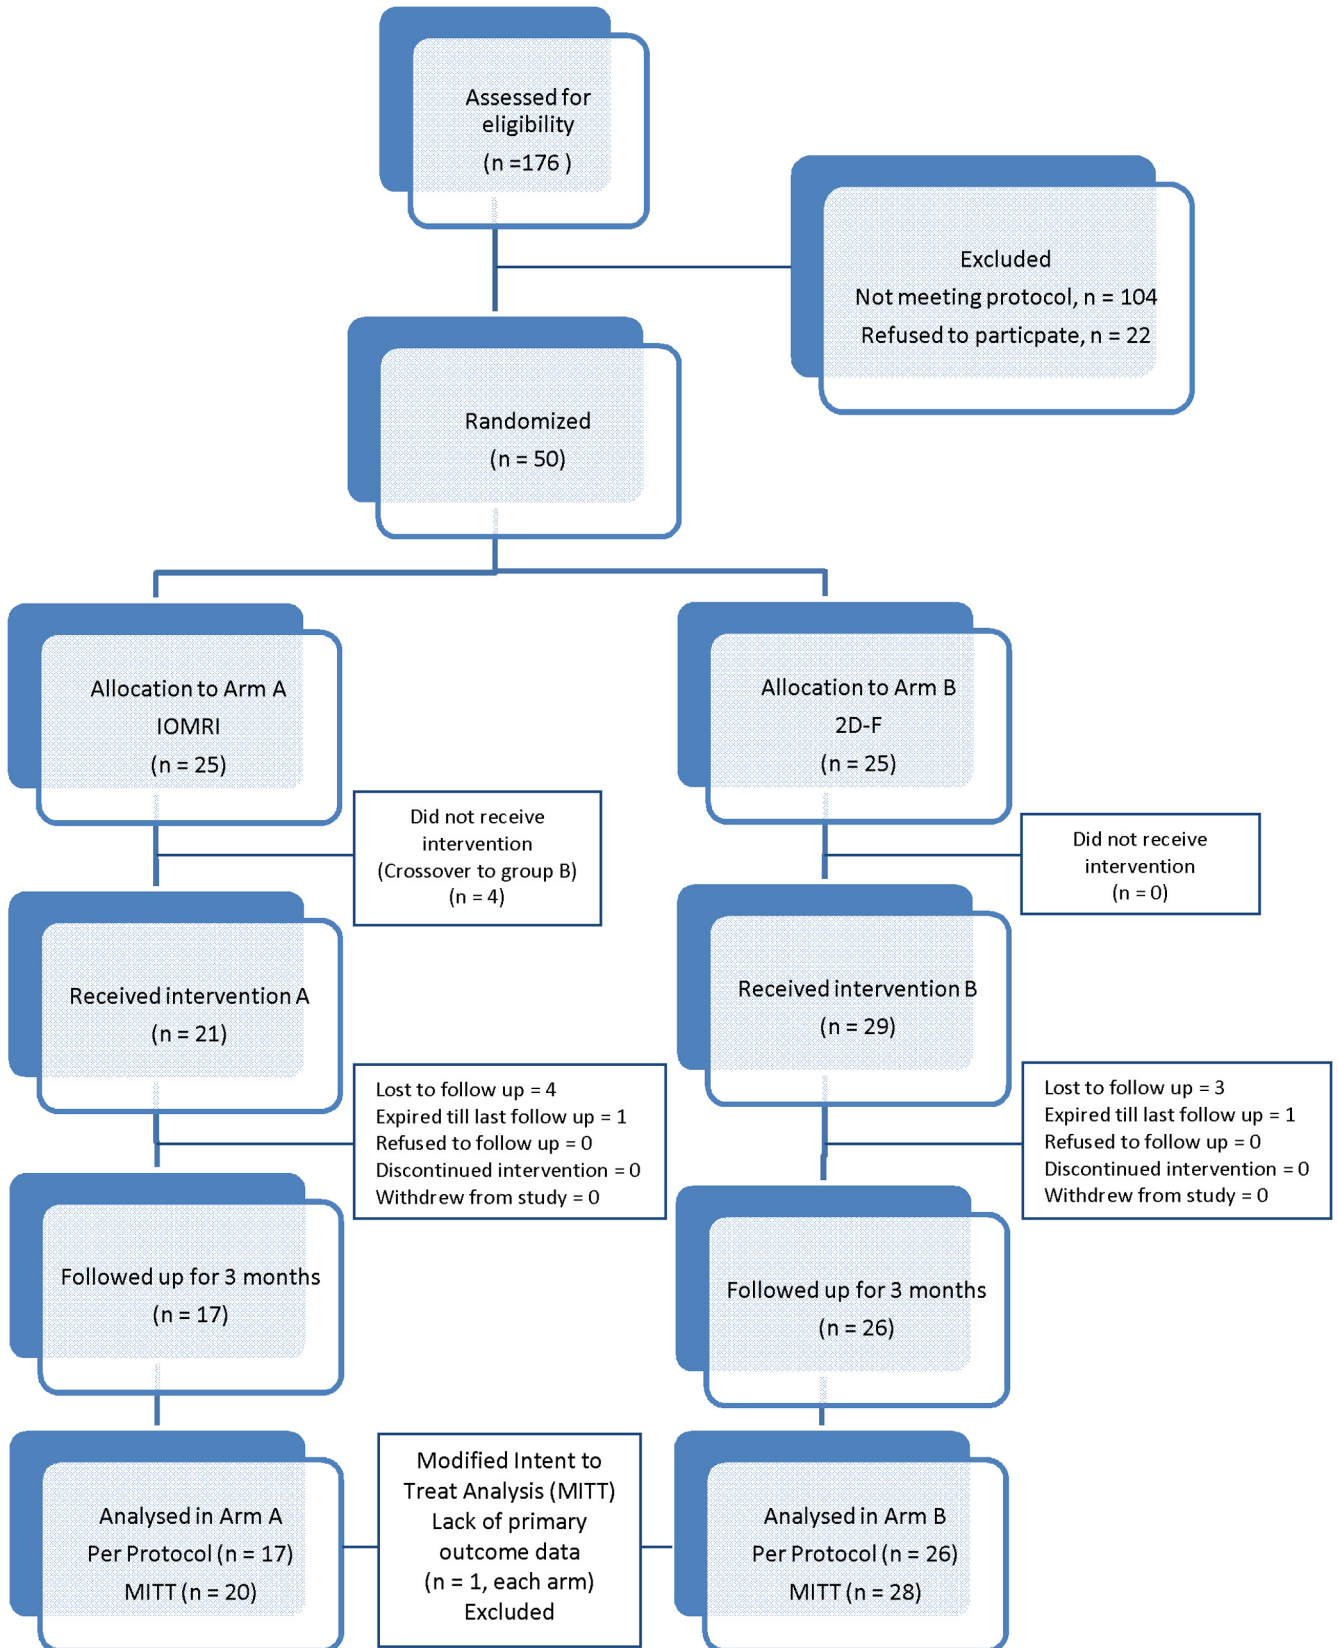 Assessed for
eligibility
(n =176 )
Excluded
Not meeting protocol, n = 104
Refused to particpate, n = 22
Randomized
(n = 50)
Allocation to Arm A
IOMRI
(n = 25)
Allocation to Arm B
2D-F
(n = 25)
Did not receive
intervention
(Crossover to group B)
(n = 4)
Did not receive
intervention
(n = 0)
Received intervention A
(n = 21)
Received intervention B
(n = 29)
Lost to follow up = 4
Expired till last follow up = 1
Refused to follow up = 0
Discontinued intervention = 0
Withdrew from study = 0
Lost to follow up = 3
Expired till last follow up = 1
Refused to follow up = 0
Discontinued intervention = 0
Withdrew from study = 0
Followed up for 3 months
(n = 17)
Followed up for 3 months
(n = 26)
Analysed in Arm A
Per Protocol (n = 17)
MITT (n = 20)
Modified Intent to
Treat Analysis (MITT)
Lack of primary
outcome data
(n = 1, each arm)
Excluded
Analysed in Arm B
Per Protocol (n = 26)
MITT (n = 28)